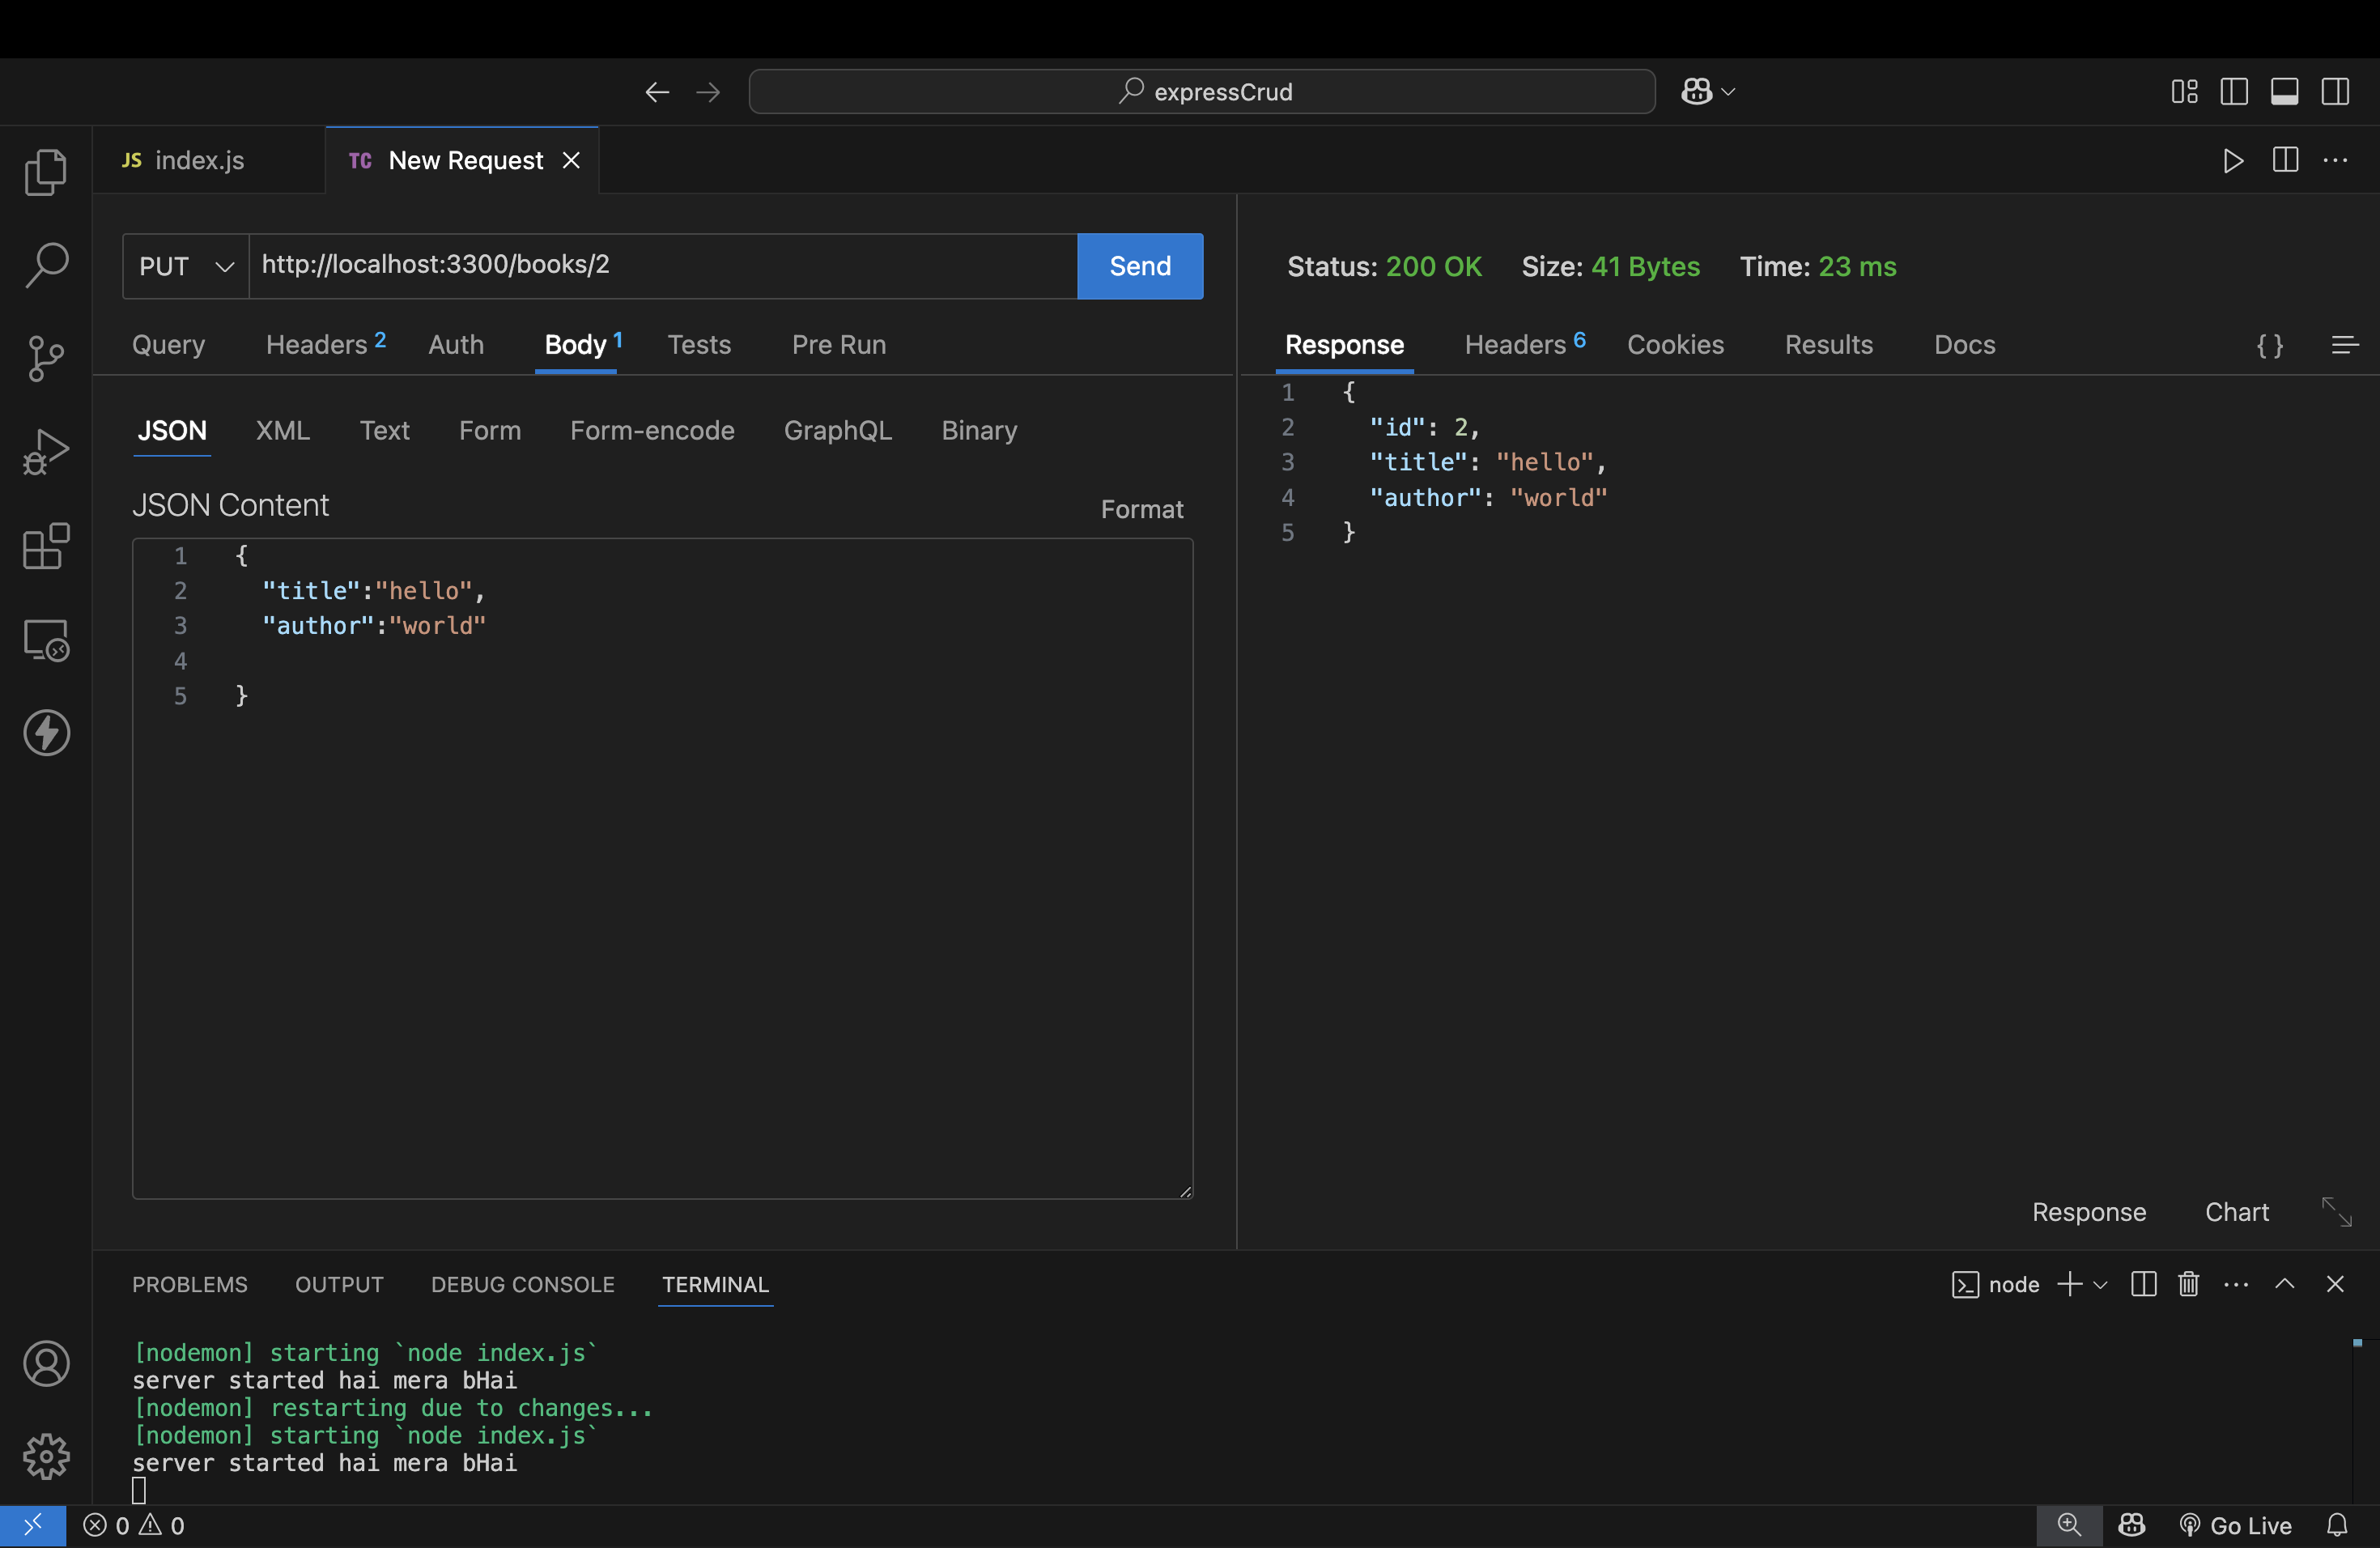 expressCrud
JS index.js
TC New Request
PUT http://localhost:3300/books/2 Send
Query Headers 2 Auth Body 1 Tests Pre Run
JSON XML Text Form Form-encode GraphQL Binary
JSON Content Format
1 {
2 "title":"hello",
3 "author":"world"
4
5 }
Status: 200 OK Size: 41 Bytes Time: 23 ms
Response Headers 6 Cookies Results Docs { }
1 {
2 "id": 2,
3 "title": "hello",
4 "author": "world"
5 }
Response Chart
PROBLEMS OUTPUT DEBUG CONSOLE TERMINAL
node
[nodemon] starting `node index.js`
server started hai mera bHai
[nodemon] restarting due to changes...
[nodemon] starting `node index.js`
server started hai mera bHai
0 0
Go Live